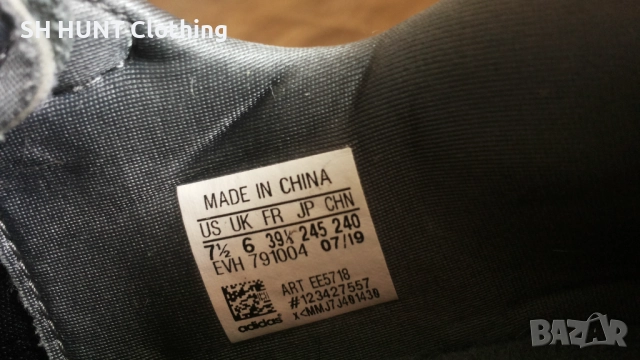 SH HUNT Clothing
MADE IN CHINA
US UK FR JP CHN
7½ 6 39⅓ 245 240
EVH 791004 07/19
ART EE5718
#123427557
X<MMJ7J401430
adidas
BAZAR